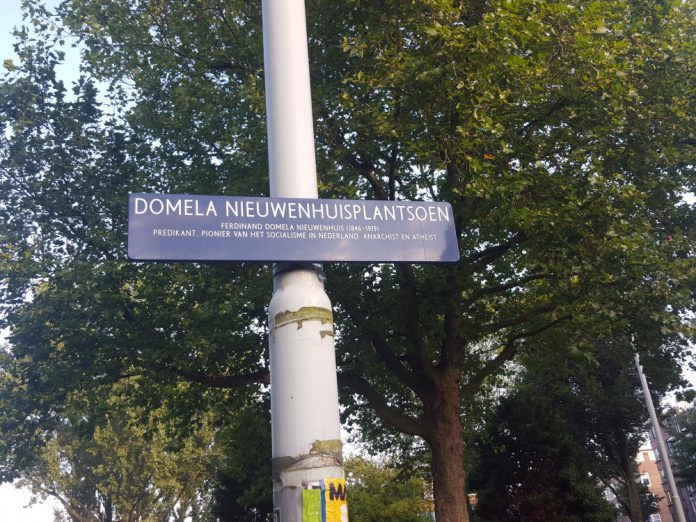 DOMELA NIEUWENHUISPLANTSOEN
FERDINAND DOMELA NIEUWENHUIS (1846-1919)
PREDIKANT, PIONIER VAN HET SOCIALISME IN NEDERLAND, ANARCHIST EN ATHEIST